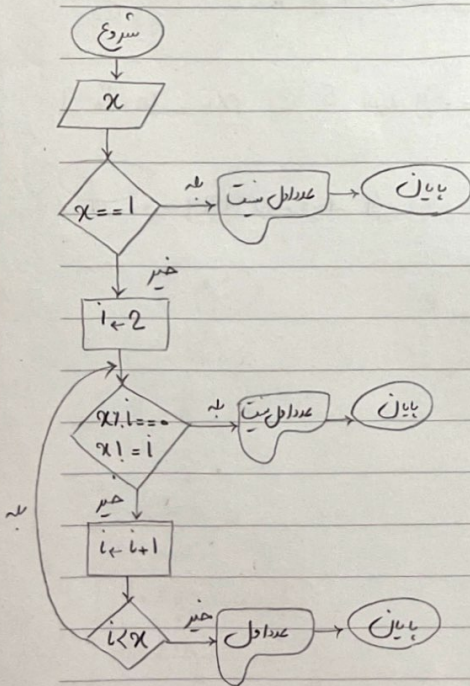 شروع
x
x==1
بله
عدد اول نیست
پایان
خیر
i←2
x%i==0
x!=i
بله
عدد اول نیست
پایان
خیر
i←i+1
بله
i<x
خیر
عدد اول
پایان